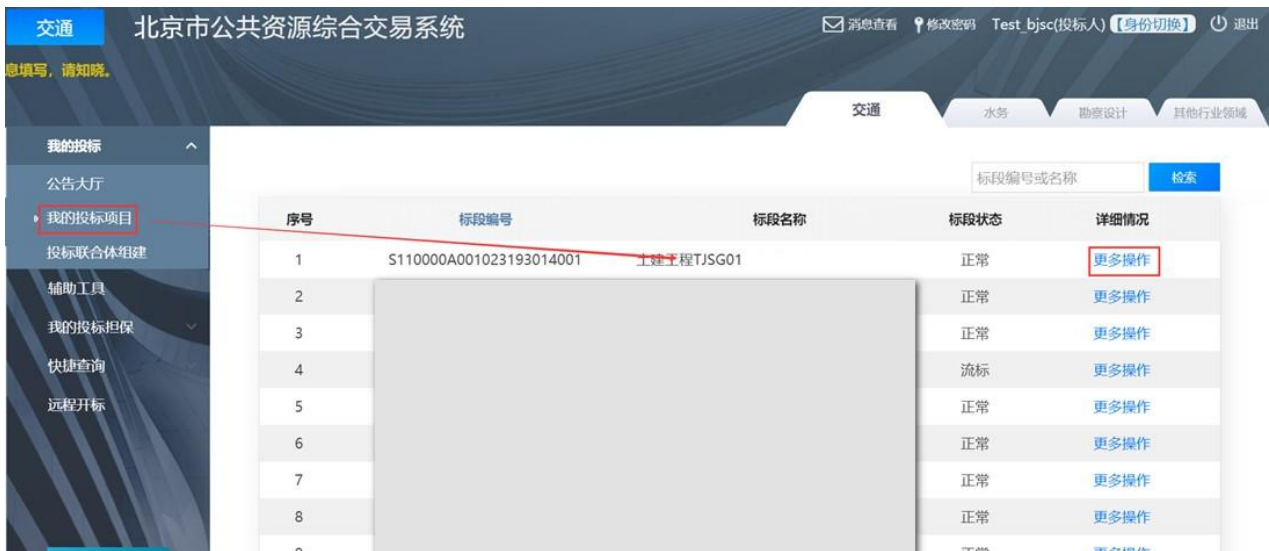 交通 北京市公共资源综合交易系统 消息查看 修改密码 Test_bjsc(投标人)【身份切换】 退出
息填写，请知晓。
交通 水务 勘察设计 其他行业领域
我的投标
公告大厅
我的投标项目
投标联合体组建
辅助工具
我的投标担保
快捷查询
远程开标
标段编号或名称 检索
序号 标段编号 标段名称 标段状态 详细情况
1 S110000A001023193014001 土建工程TJSG01 正常 更多操作
2 正常 更多操作
3 正常 更多操作
4 流标 更多操作
5 正常 更多操作
6 正常 更多操作
7 正常 更多操作
8 正常 更多操作